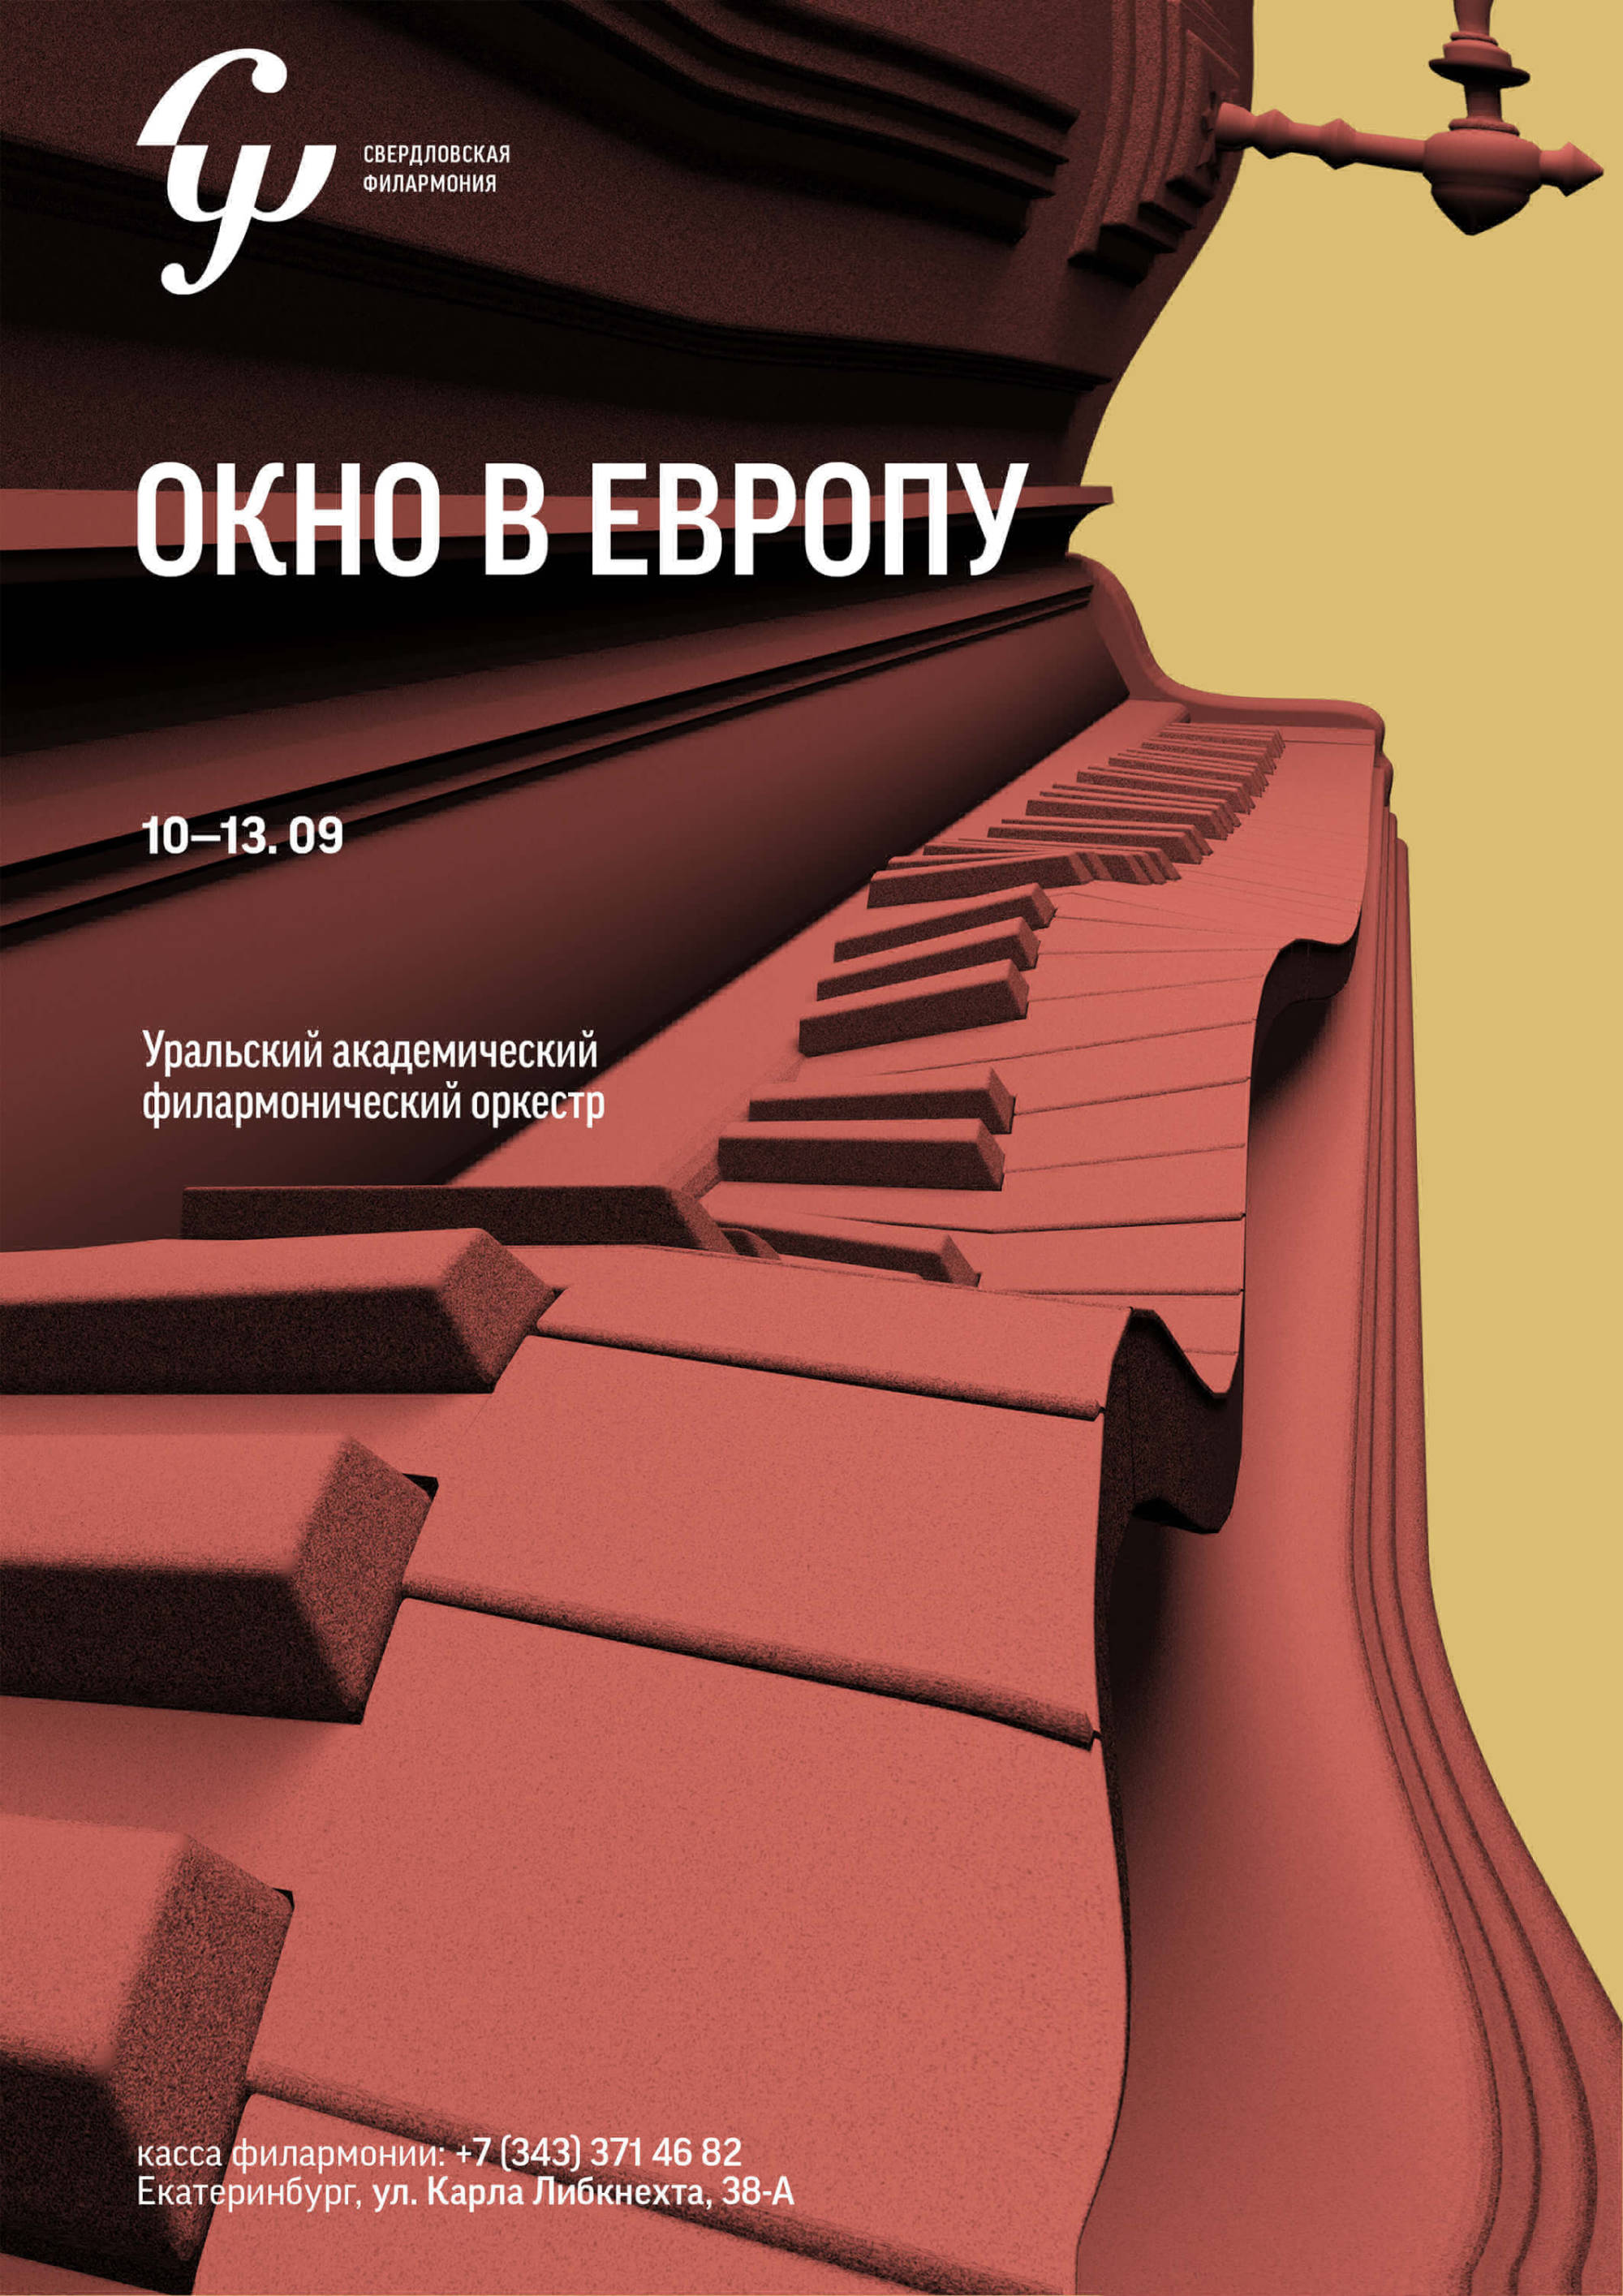 СВЕРДЛОВСКАЯ
ФИЛАРМОНИЯ
ОКНО В ЕВРОПУ
10–13. 09
Уральский академический
филармонический оркестр
касса филармонии: +7 (343) 371 46 82
Екатеринбург, ул. Карла Либкнехта, 38-А